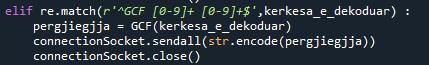 elif re.match(r'^GCF [0-9]+ [0-9]+$',kerkesa_e_dekoduar) :
pergjiegjja = GCF(kerkesa_e_dekoduar)
connectionSocket.sendall(str.encode(pergjiegjja))
connectionSocket.close()